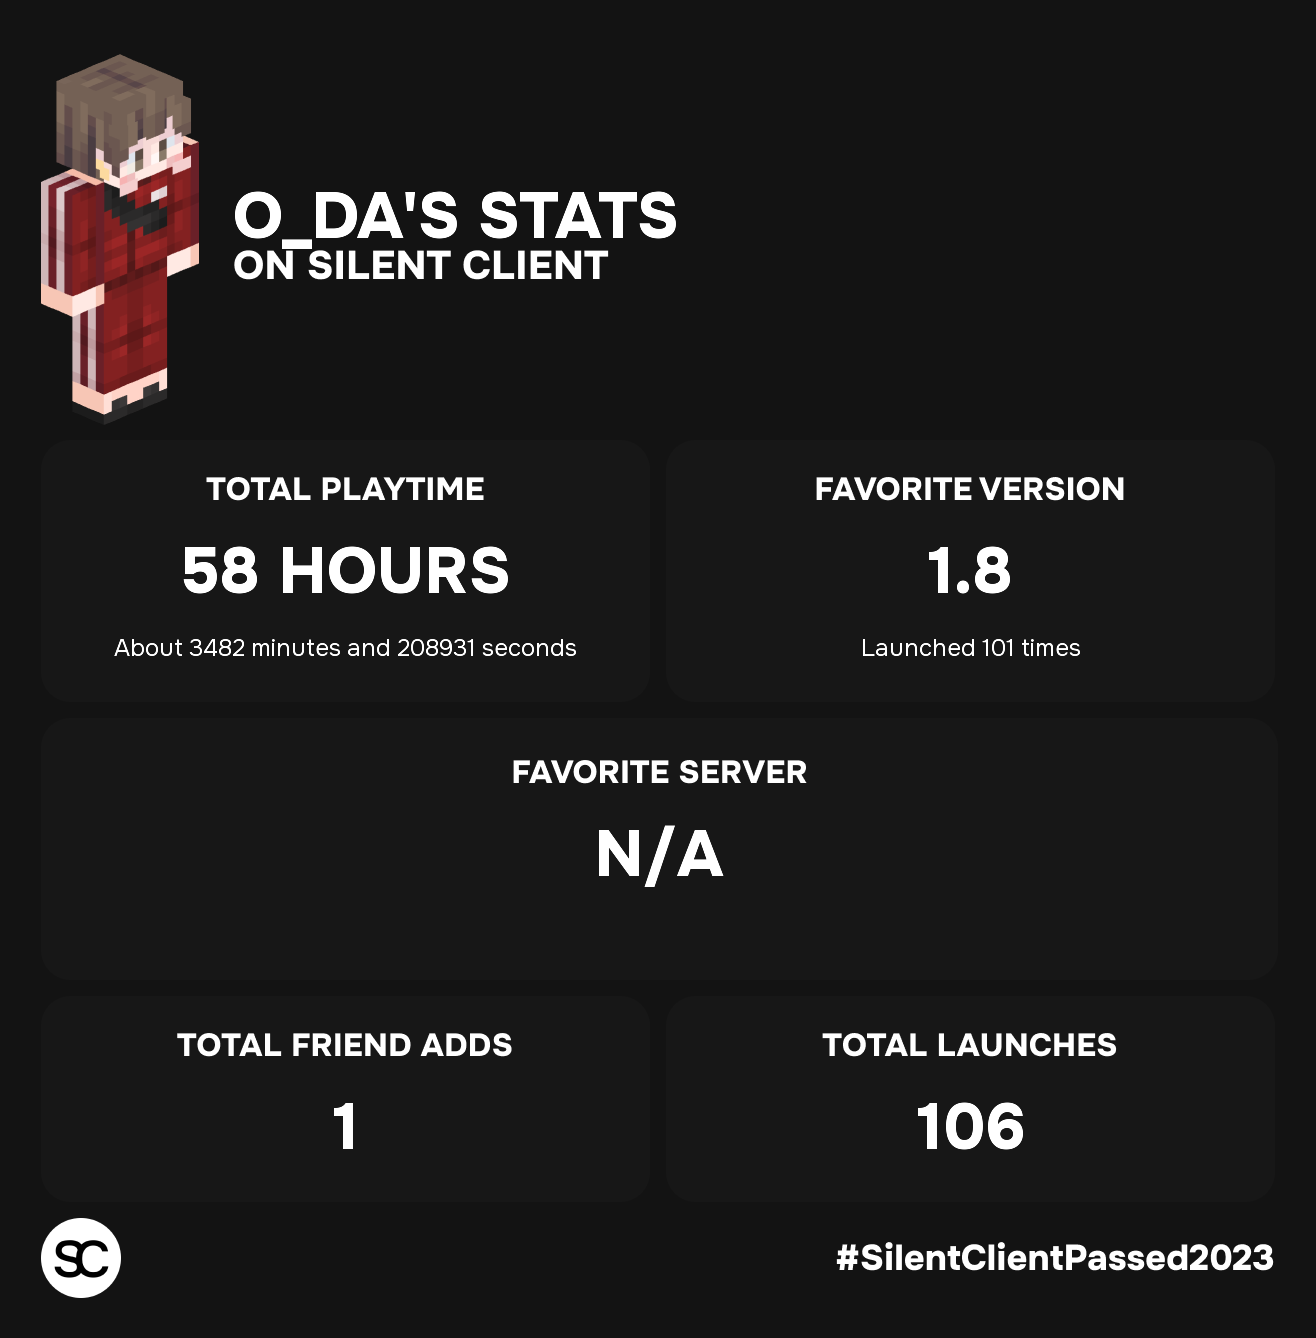 O_DA'S STATS
ON SILENT CLIENT
TOTAL PLAYTIME
58 HOURS
About 3482 minutes and 208931 seconds
FAVORITE VERSION
1.8
Launched 101 times
FAVORITE SERVER
N/A
TOTAL FRIEND ADDS
1
TOTAL LAUNCHES
106
SC
#SilentClientPassed2023